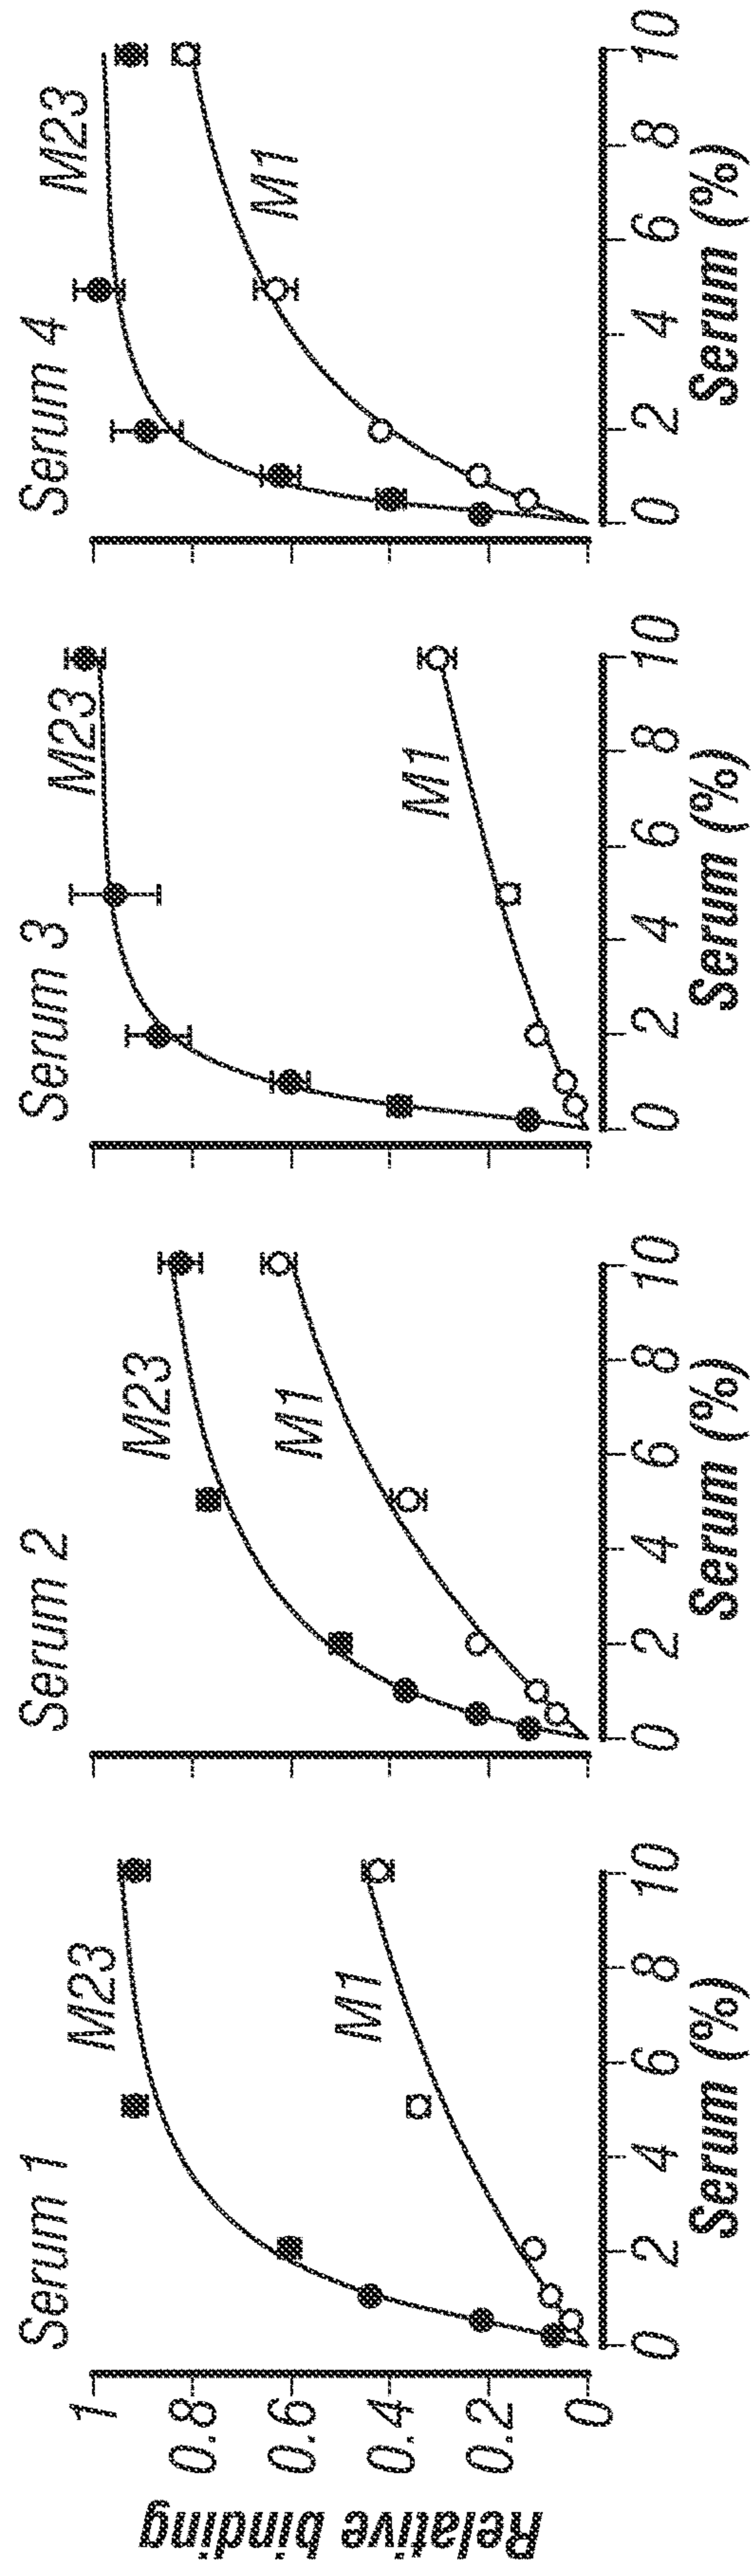 Serum 1
Serum 2
Serum 3
Serum 4
Relative binding
1
0.8
0.6
0.4
0.2
0
M23
M1
M23
M1
M23
M1
M23
M1
0 2 4 6 8 10
0 2 4 6 8 10
0 2 4 6 8 10
0 2 4 6 8 10
Serum (%)
Serum (%)
Serum (%)
Serum (%)